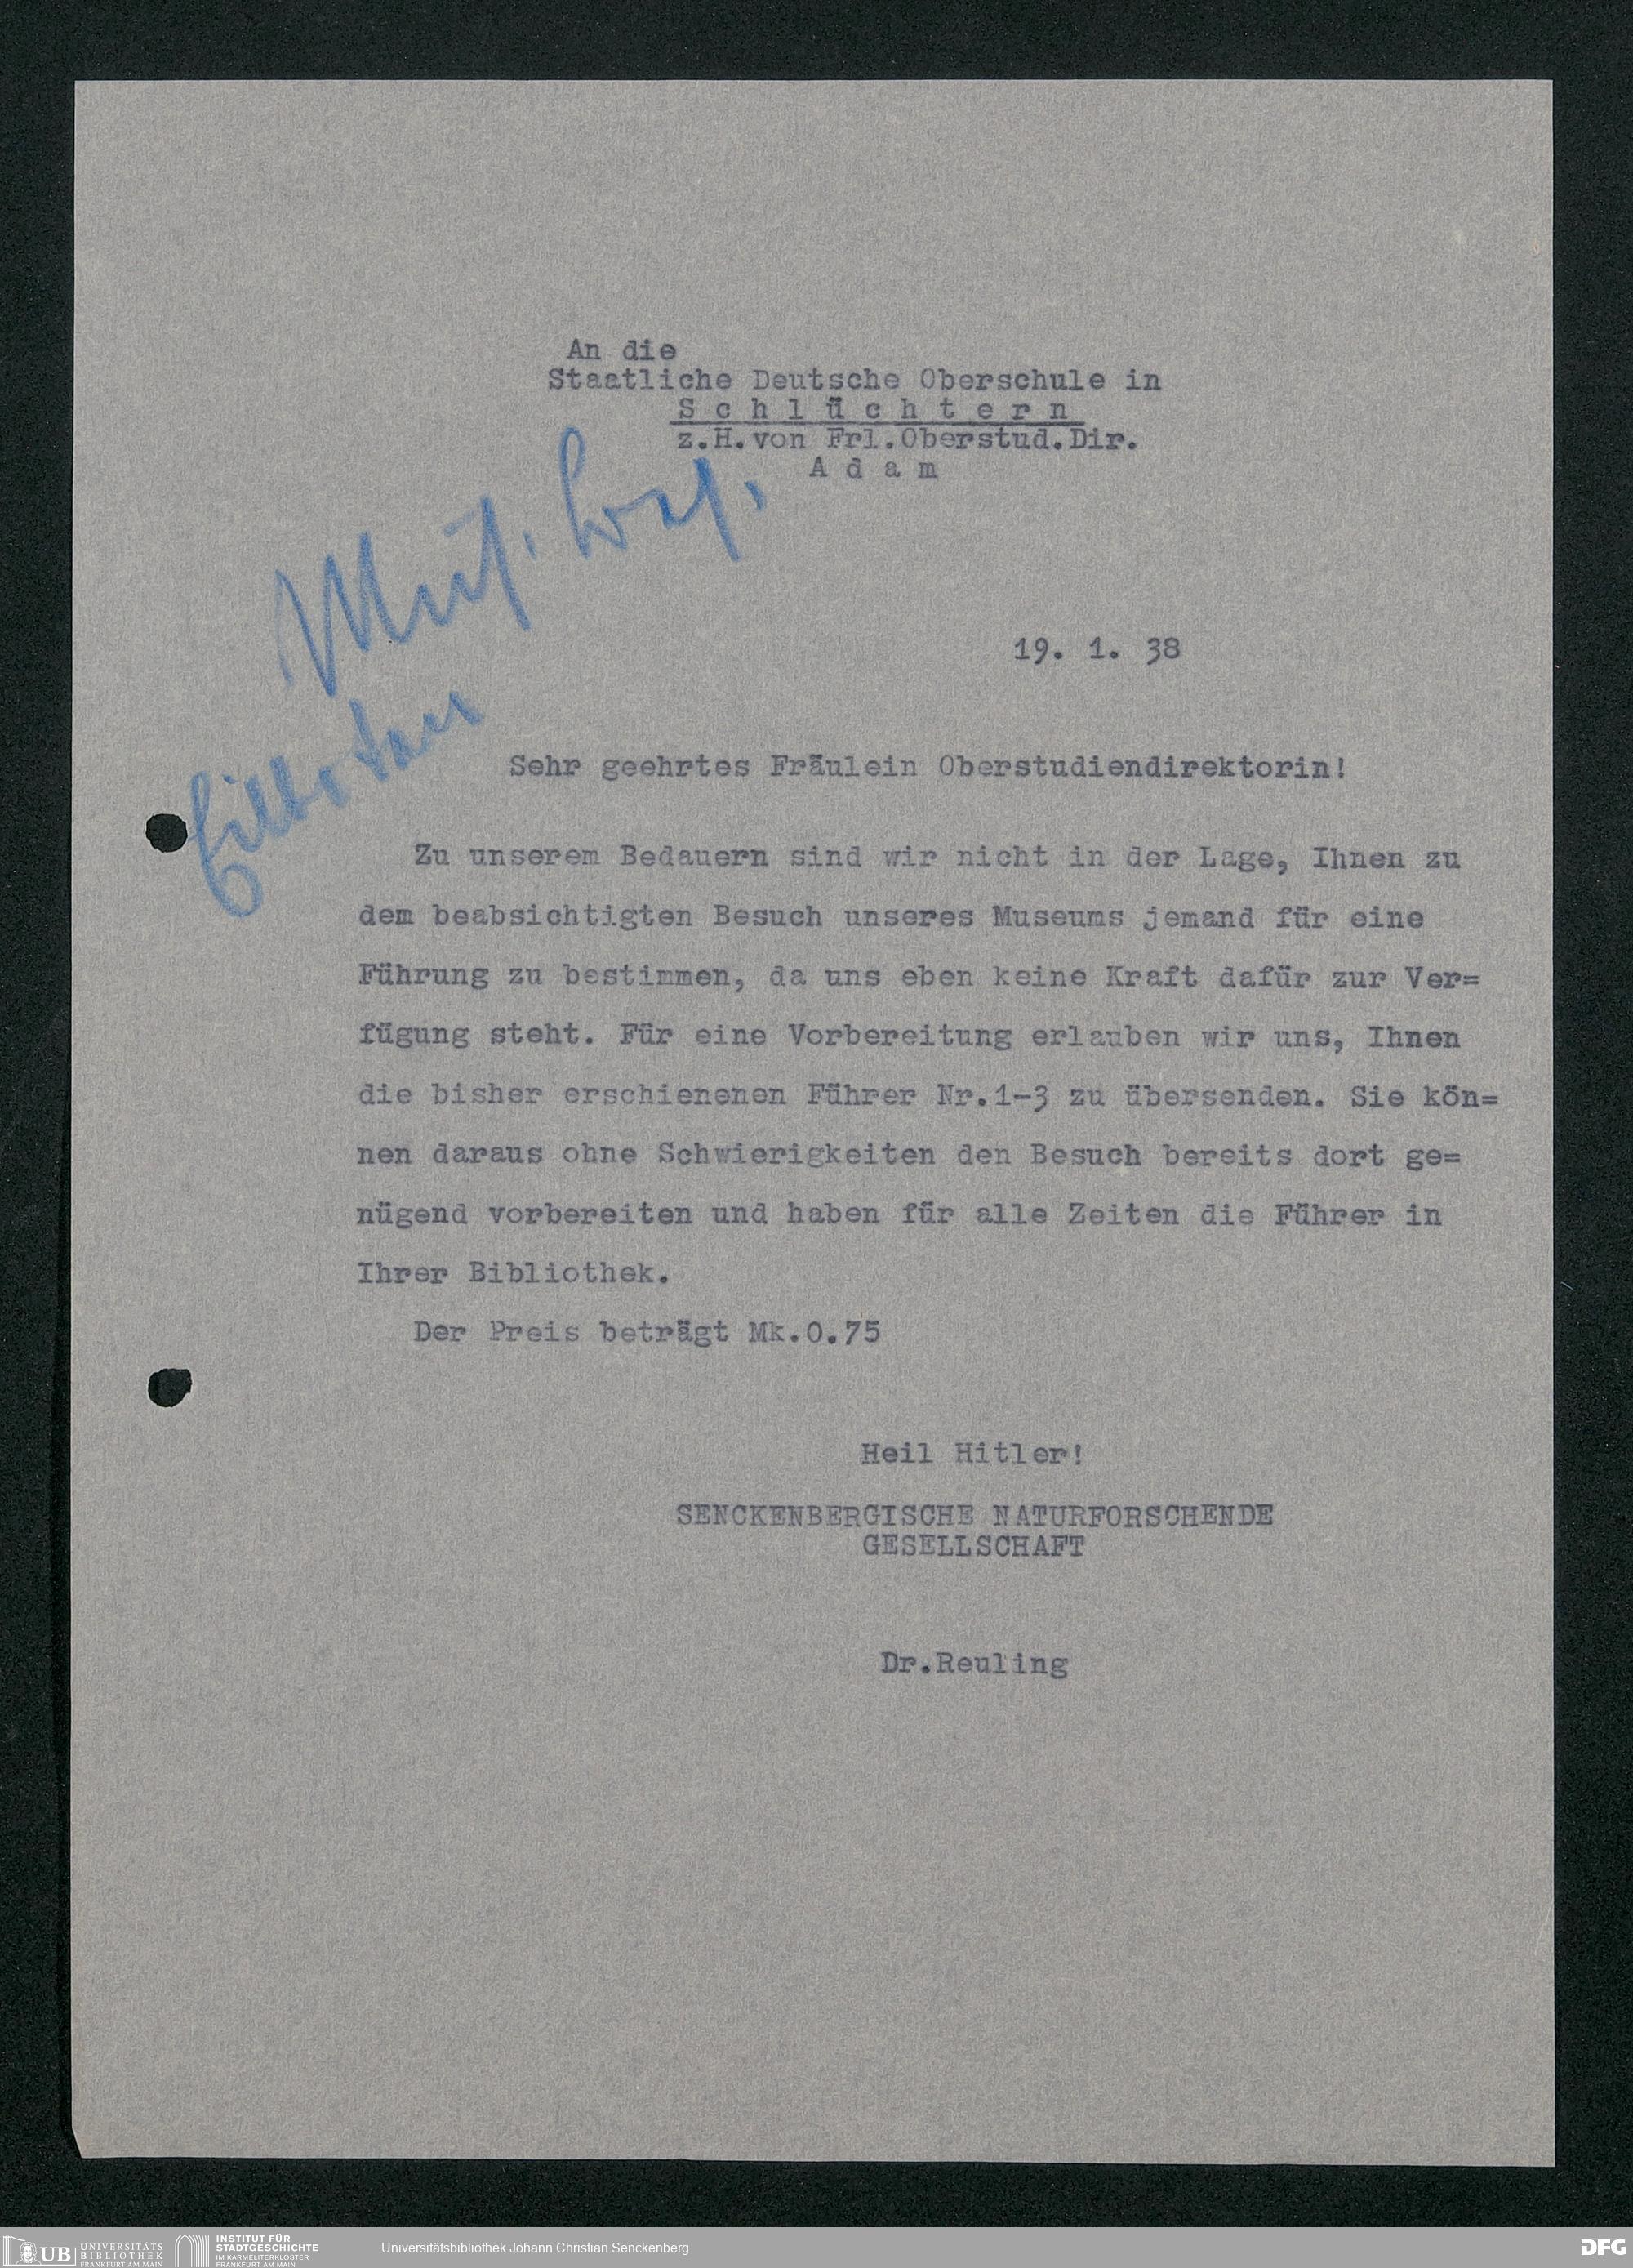 An die
Staatliche Deutsche Oberschule in
S c h l ü c h t e r n
z.H.von Frl.Oberstud.Dir.
A d a m
19. 1. 38
Eilboten
Sehr geehrtes Fräulein Oberstudiendirektorin!
Zu unserem Bedauern sind wir nicht in der Lage, Ihnen zu
dem beabsichtigten Besuch unseres Museums jemand für eine
Führung zu bestimmen, da uns eben keine Kraft dafür zur Ver=
fügung steht. Für eine Vorbereitung erlauben wir uns, Ihnen
die bisher erschienenen Führer Nr.1-3 zu übersenden. Sie kön=
nen daraus ohne Schwierigkeiten den Besuch bereits dort ge=
nügend vorbereiten und haben für alle Zeiten die Führer in
Ihrer Bibliothek.
Der Preis beträgt Mk.0.75
Heil Hitler!
SENCKENBERGISCHE NATURFORSCHENDE
GESELLSCHAFT
Dr.Reuling
UB UNIVERSITÄTS
BIBLIOTHEK
FRANKFURT AM MAIN
INSTITUT FÜR
STADTGESCHICHTE
IM KARMELITERKLOSTER
FRANKFURT AM MAIN
Universitätsbibliothek Johann Christian Senckenberg
DFG